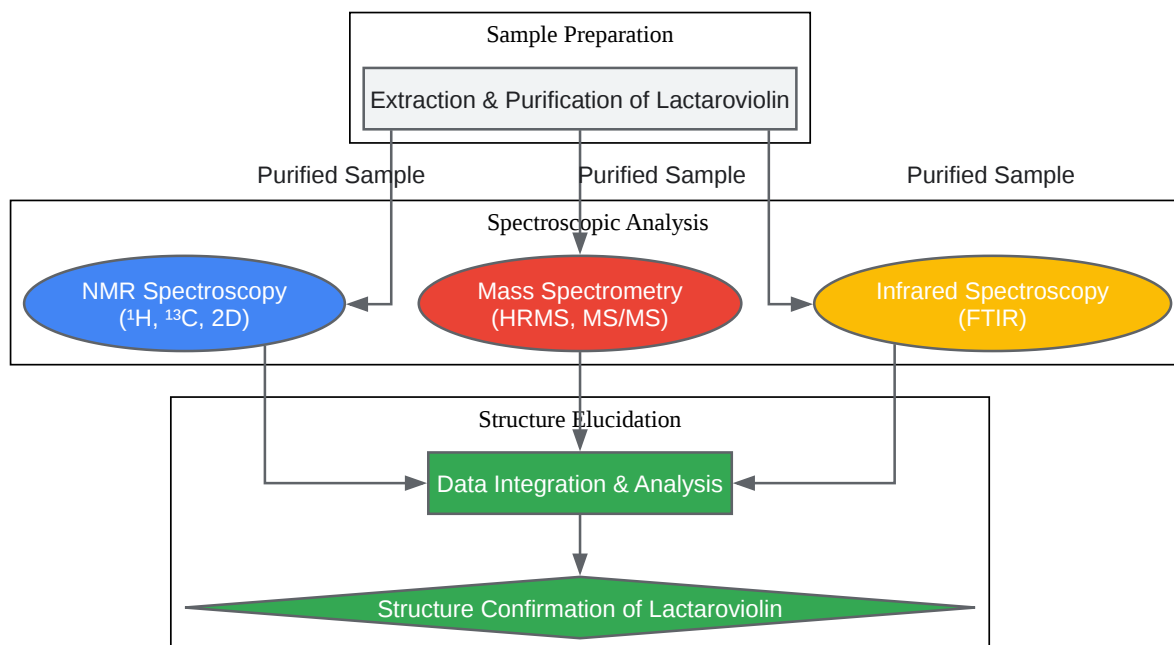 Sample Preparation
Extraction & Purification of Lactaroviolin
Purified Sample
Purified Sample
Purified Sample
Spectroscopic Analysis
NMR Spectroscopy
(¹H, ¹³C, 2D)
Mass Spectrometry
(HRMS, MS/MS)
Infrared Spectroscopy
(FTIR)
Structure Elucidation
Data Integration & Analysis
Structure Confirmation of Lactaroviolin